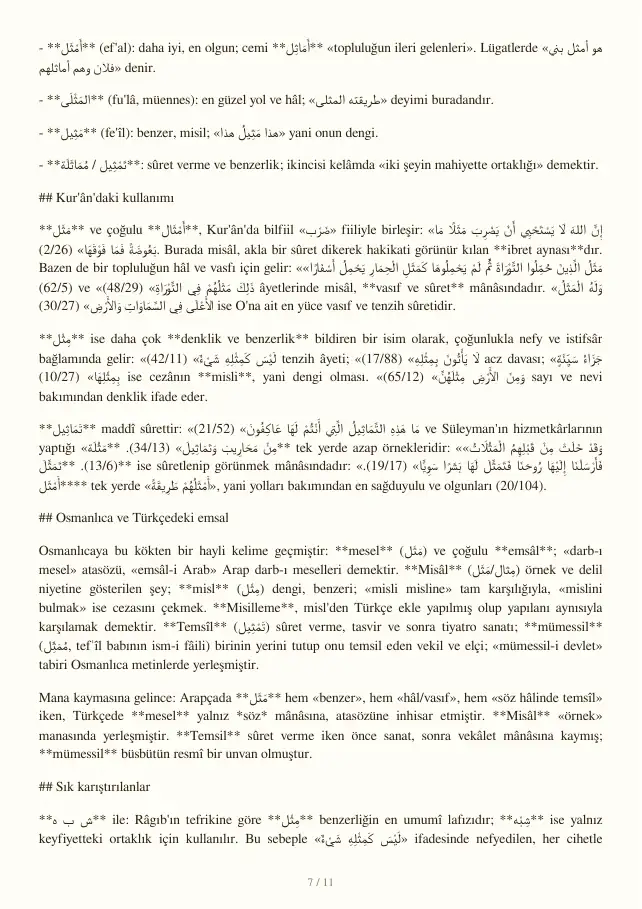 - **أَمْثَل** (ef'al): daha iyi, en olgun; cemi **أَمَاثِل** «topluluğun ileri gelenleri». Lügatlerde «هو أمثل بني
فلان وهم أماثلهم» denir.
- **المَثْلَى** (fu'lâ, müennes): en güzel yol ve hâl; «طريقته المثلى» deyimi buradandır.
- **مَثِيل** (fe'îl): benzer, misil; «هذا مَثِيلُ هذا» yani onun dengi.
- **تَمْثِيل / مُمَاثَلَة**: sûret verme ve benzerlik; ikincisi kelâmda «iki şeyin mahiyette ortaklığı» demektir.
## Kur'ân'daki kullanımı
**مَثَل** ve çoğulu **أَمْثَال**, Kur'ân'da bilfiil «ضَرَبَ» fiiliyle birleşir: «إِنَّ اللهَ لَا يَسْتَحْيِي أَنْ يَضْرِبَ مَثَلًا مَا
بَعُوضَةً فَمَا فَوْقَهَا» (2/26). Burada misâl, akla bir sûret dikerek hakikati görünür kılan **ibret aynası**dır.
Bazen de bir topluluğun hâl ve vasfı için gelir: «مَثَلُ الَّذِينَ حُمِّلُوا التَّوْرَاةَ ثُمَّ لَمْ يَحْمِلُوهَا كَمَثَلِ الْحِمَارِ يَحْمِلُ أَسْفَارًا»
(62/5) ve «ذَلِكَ مَثَلُهُمْ فِي التَّوْرَاةِ» (48/29) âyetlerinde misâl, **vasıf ve sûret** mânâsındadır. «وَلَهُ الْمَثَلُ
الْأَعْلَى فِي السَّمَاوَاتِ وَالْأَرْضِ» (30/27) ise O'na ait en yüce vasıf ve tenzih sûretidir.
**مِثْل** ise daha çok **denklik ve benzerlik** bildiren bir isim olarak, çoğunlukla nefy ve istifsâr
bağlamında gelir: «لَيْسَ كَمِثْلِهِ شَيْءٌ» (42/11) tenzih âyeti; «لَا يَأْتُونَ بِمِثْلِهِ» (17/88) acz davası; «جَزَاءُ سَيِّئَةٍ
بِمِثْلِهَا» (10/27) ise cezânın **misli**, yani dengi olması. «وَمِنَ الْأَرْضِ مِثْلَهُنَّ» (65/12) sayı ve nevi
bakımından denklik ifade eder.
**تَمَاثِيل** maddî sûrettir: «مَا هَذِهِ التَّمَاثِيلُ الَّتِي أَنْتُمْ لَهَا عَاكِفُونَ» (21/52) ve Süleyman'ın hizmetkârlarının
yaptığı «مِنْ مَحَارِيبَ وَتَمَاثِيلَ» (34/13). **مَثُلَة** tek yerde azap örnekleridir: «وَقَدْ خَلَتْ مِنْ قَبْلِهِمُ الْمَثُلَاتُ»
(13/6). **تَمَثَّل** ise sûretlenip görünmek mânâsındadır: «فَأَرْسَلْنَا إِلَيْهَا رُوحَنَا فَتَمَثَّلَ لَهَا بَشَرًا سَوِيًّا» (19/17).
**أَمْثَل** tek yerde «أَمْثَلُهُمْ طَرِيقَةً», yani yolları bakımından en sağduyulu ve olgunları (20/104).
## Osmanlıca ve Türkçedeki emsal
Osmanlıcaya bu kökten bir hayli kelime geçmiştir: **mesel** (مَثَل) ve çoğulu **emsâl**; «darb-ı
mesel» atasözü, «emsâl-i Arab» Arap darb-ı meselleri demektir. **Misâl** (مِثال/مَثَل) örnek ve delil
niyetine gösterilen şey; **misl** (مِثْل) dengi, benzeri; «misli misline» tam karşılığıyla, «mislini
bulmak» ise cezasını çekmek. **Misilleme**, misl'den Türkçe ekle yapılmış olup yapılanı aynısıyla
karşılamak demektir. **Temsîl** (تَمْثِيل) sûret verme, tasvir ve sonra tiyatro sanatı; **mümessil**
(مُمَثِّل, tef'îl babının ism-i fâili) birinin yerini tutup onu temsil eden vekil ve elçi; «mümessil-i devlet»
tabiri Osmanlıca metinlerde yerleşmiştir.
Mana kaymasına gelince: Arapçada **مَثَل** hem «benzer», hem «hâl/vasıf», hem «söz hâlinde temsîl»
iken, Türkçede **mesel** yalnız *söz* mânâsına, atasözüne inhisar etmiştir. **Misâl** «örnek»
manasında yerleşmiştir. **Temsil** sûret verme iken önce sanat, sonra vekâlet mânâsına kaymış;
**mümessil** büsbütün resmî bir unvan olmuştur.
## Sık karıştırılanlar
**ش ب ه** ile: Râgıb'ın tefrikine göre **مِثْل** benzerliğin en umumî lafızıdır; **شِبْه** ise yalnız
keyfiyetteki ortaklık için kullanılır. Bu sebeple «لَيْسَ كَمِثْلِهِ شَيْءٌ» ifadesinde nefyedilen, her cihetle
7 / 11